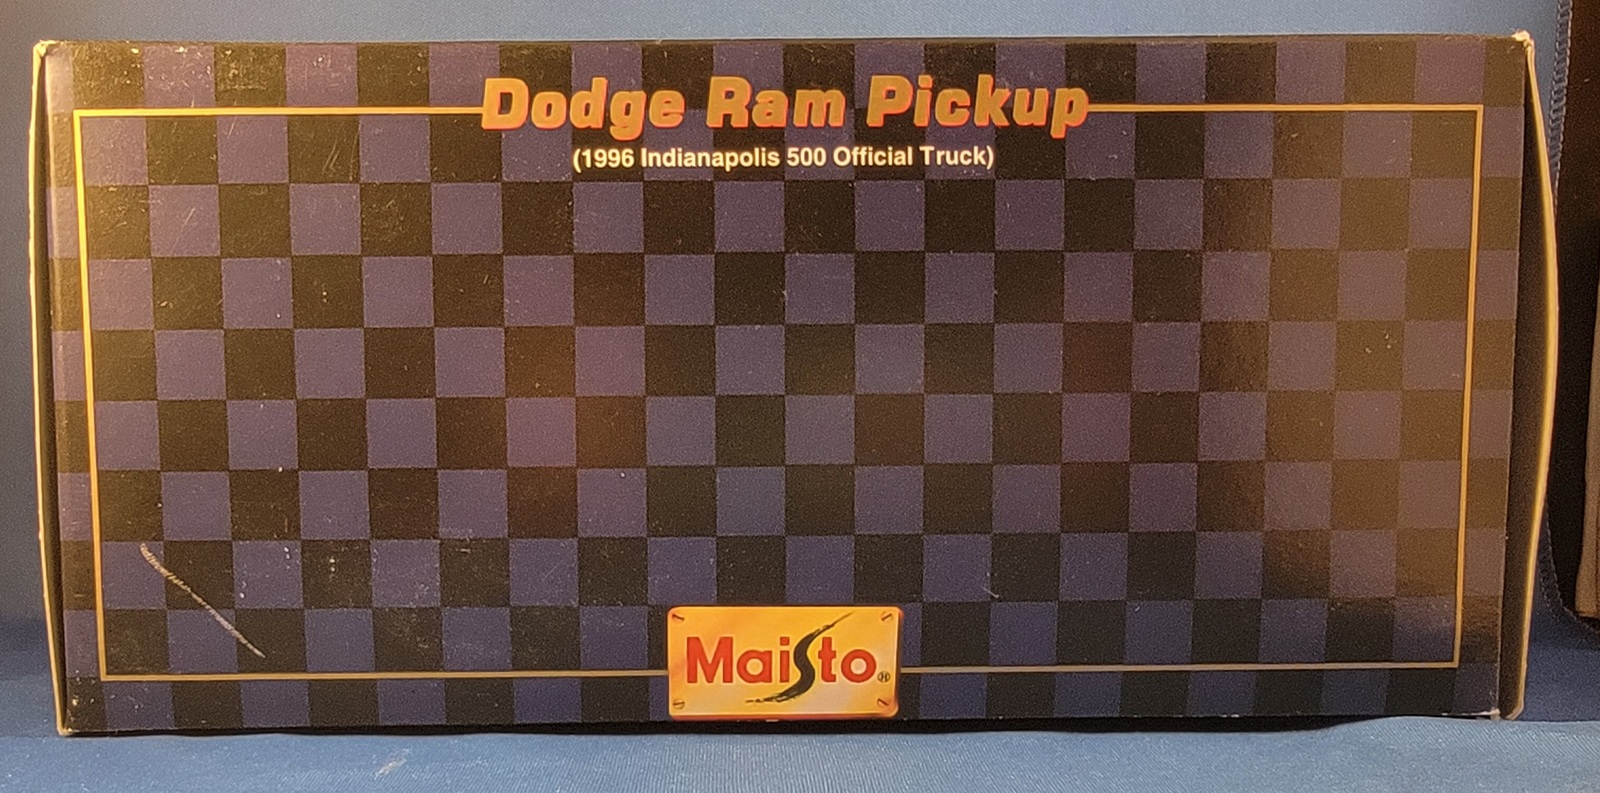 Dodge Ram Pickup
(1996 Indianapolis 500 Official Truck)
Maisto®